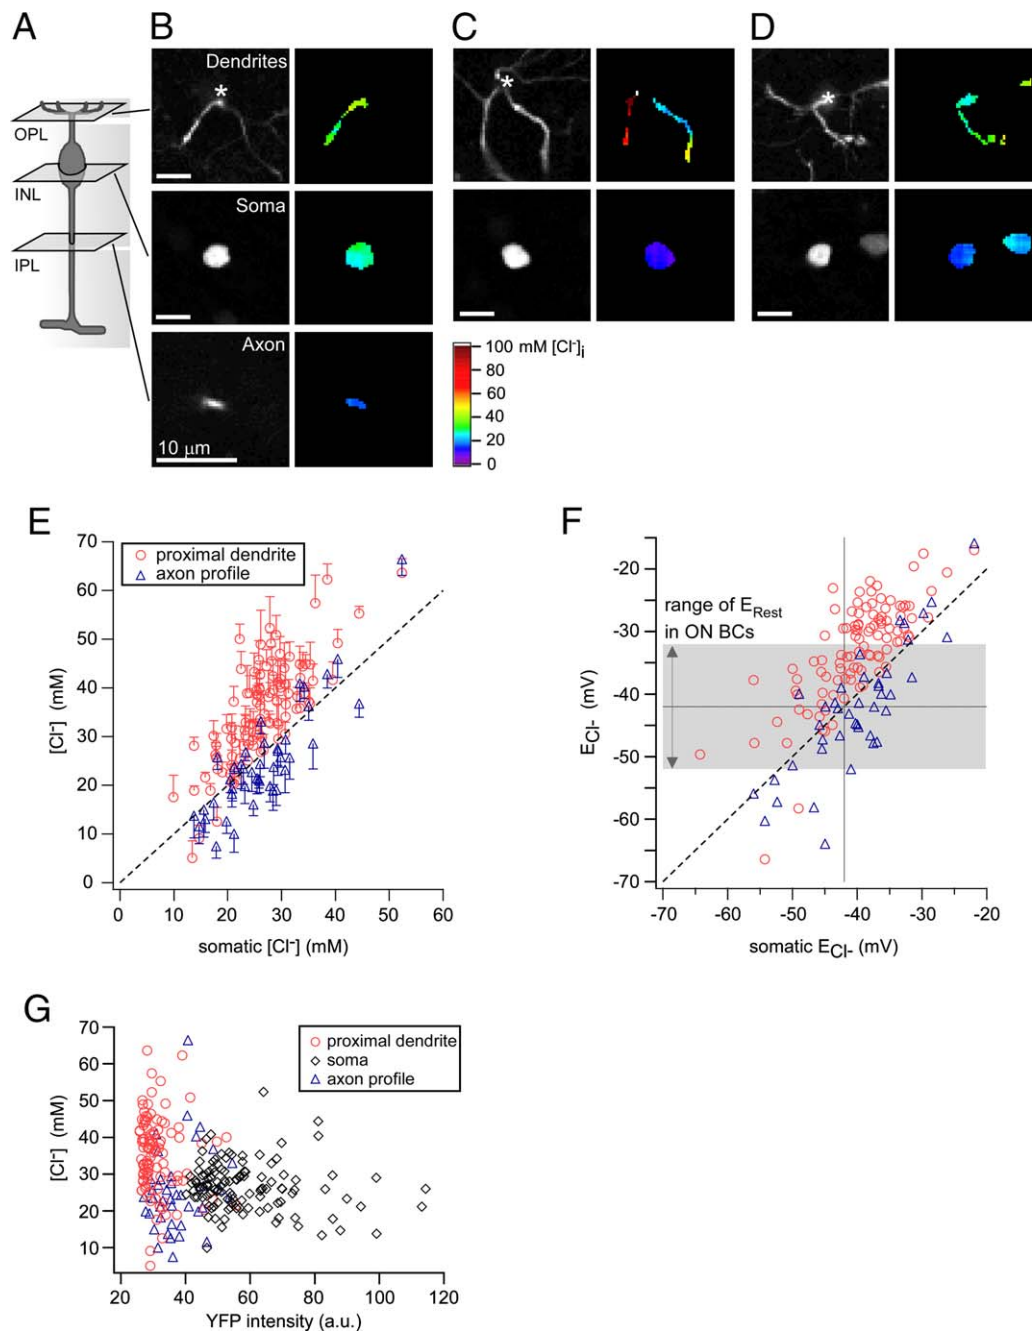 A
B
C
D
OPL
INL
IPL
Dendrites
*
*
*
Soma
Axon
10 μm
100 mM [Cl-]i
80
60
40
20
0
E
70
60
50
40
30
20
10
0
[Cl-] (mM)
proximal dendrite
axon profile
0 10 20 30 40 50 60
somatic [Cl-] (mM)
F
-20
-30
-40
-50
-60
-70
ECl- (mV)
range of ERest
in ON BCs
-70 -60 -50 -40 -30 -20
somatic ECl- (mV)
G
70
60
50
40
30
20
10
[Cl-] (mM)
proximal dendrite
soma
axon profile
20 40 60 80 100 120
YFP intensity (a.u.)